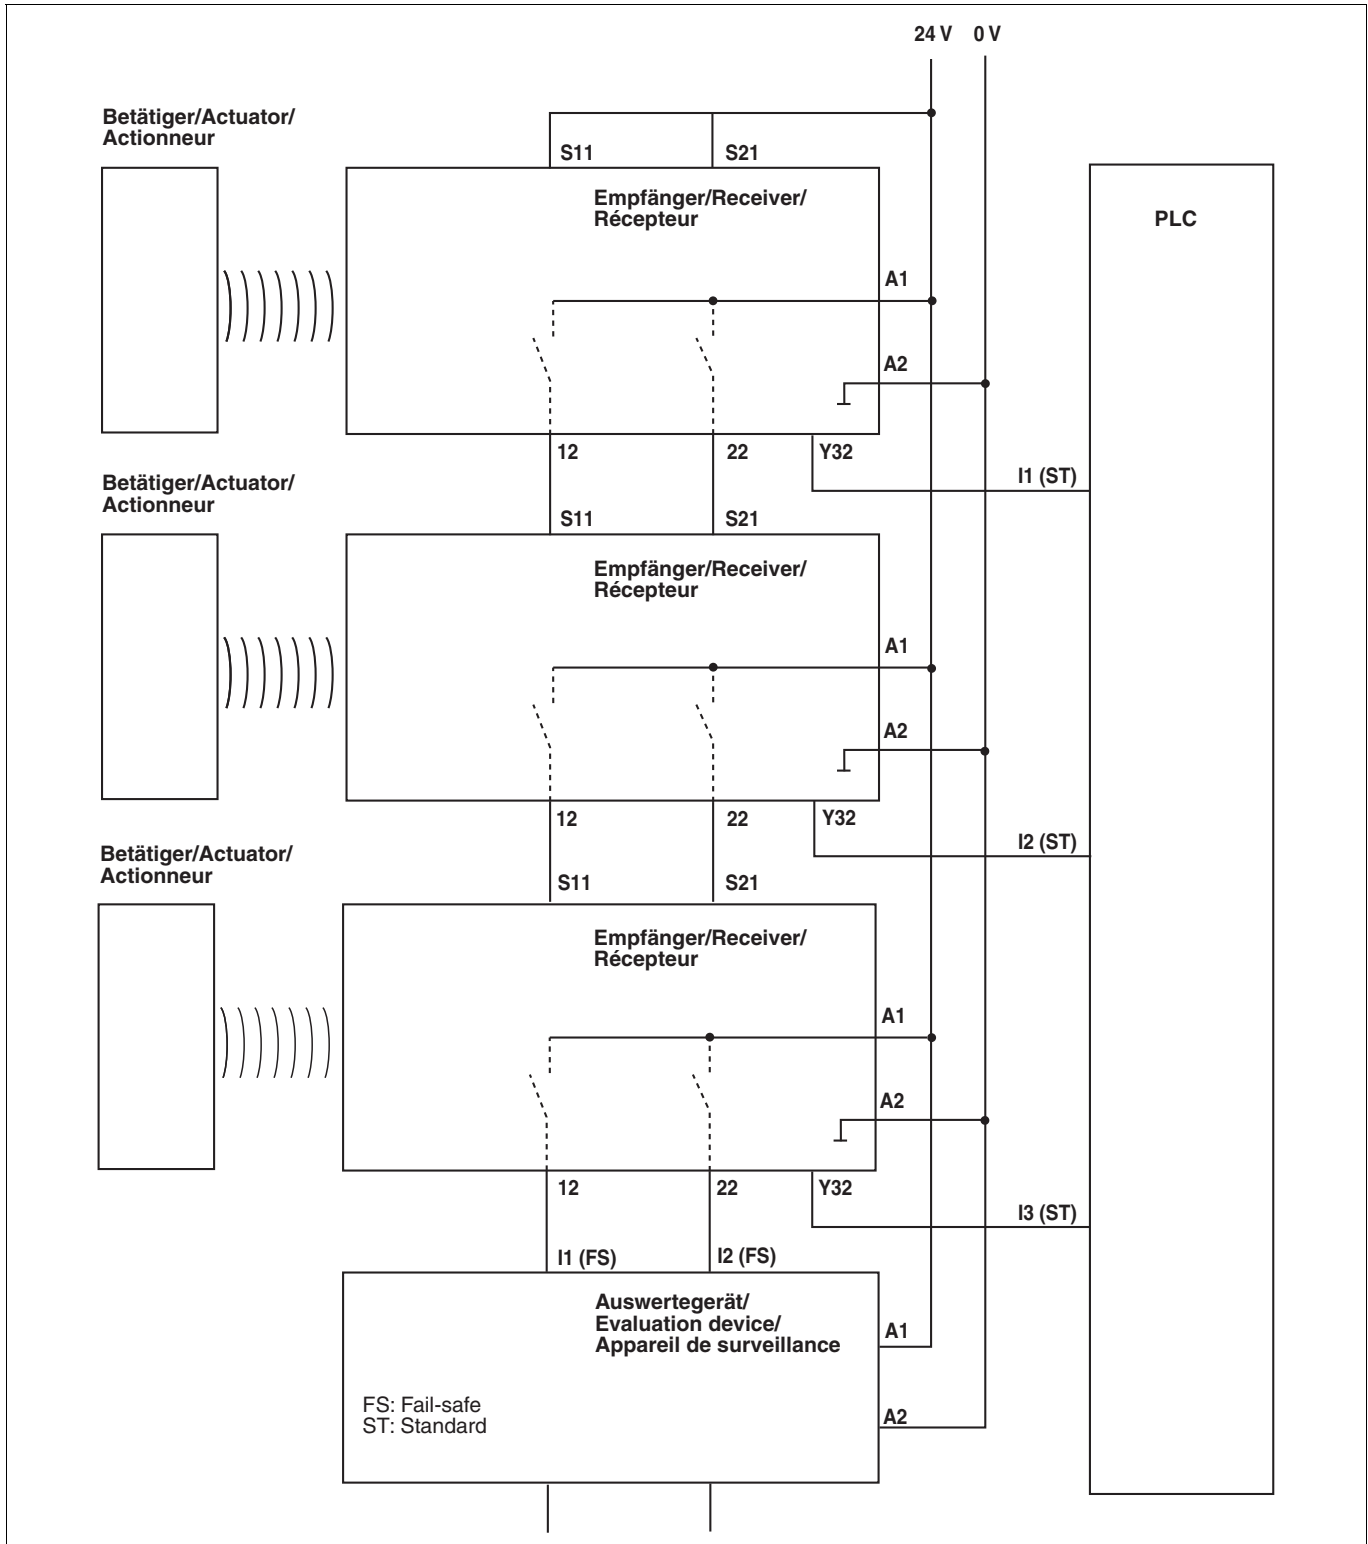 24 V 0 V
Betätiger/Actuator/
Actionneur
S11 S21
Empfänger/Receiver/
Récepteur
PLC
A1
A2
12 22 Y32
I1 (ST)
Betätiger/Actuator/
Actionneur
S11 S21
Empfänger/Receiver/
Récepteur
A1
A2
12 22 Y32
I2 (ST)
Betätiger/Actuator/
Actionneur
S11 S21
Empfänger/Receiver/
Récepteur
A1
A2
12 22 Y32
I3 (ST)
I1 (FS) I2 (FS)
Auswertegerät/
Evaluation device/
Appareil de surveillance
A1
FS: Fail-safe
ST: Standard
A2